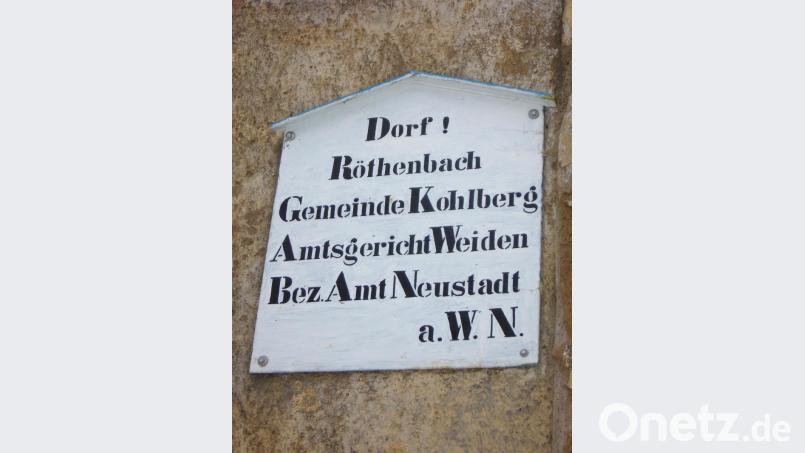 Dorf !
Röthenbach
Gemeinde Kohlberg
Amtsgericht Weiden
Bez. Amt Neustadt
a. W. N.
Onetz.de